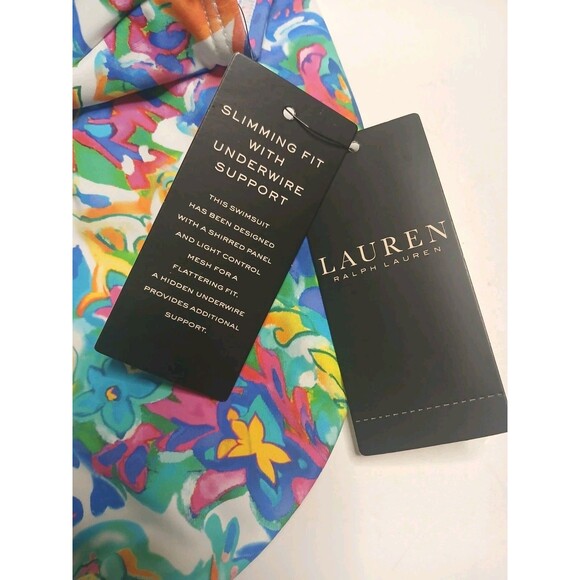 SLIMMING FIT
WITH
UNDERWIRE
SUPPORT
THIS SWIMSUIT
HAS BEEN DESIGNED
WITH A SHIRRED PANEL
AND LIGHT CONTROL
MESH FOR A
FLATTERING FIT.
A HIDDEN UNDERWIRE
PROVIDES ADDITIONAL
SUPPORT.
LAUREN
RALPH LAUREN